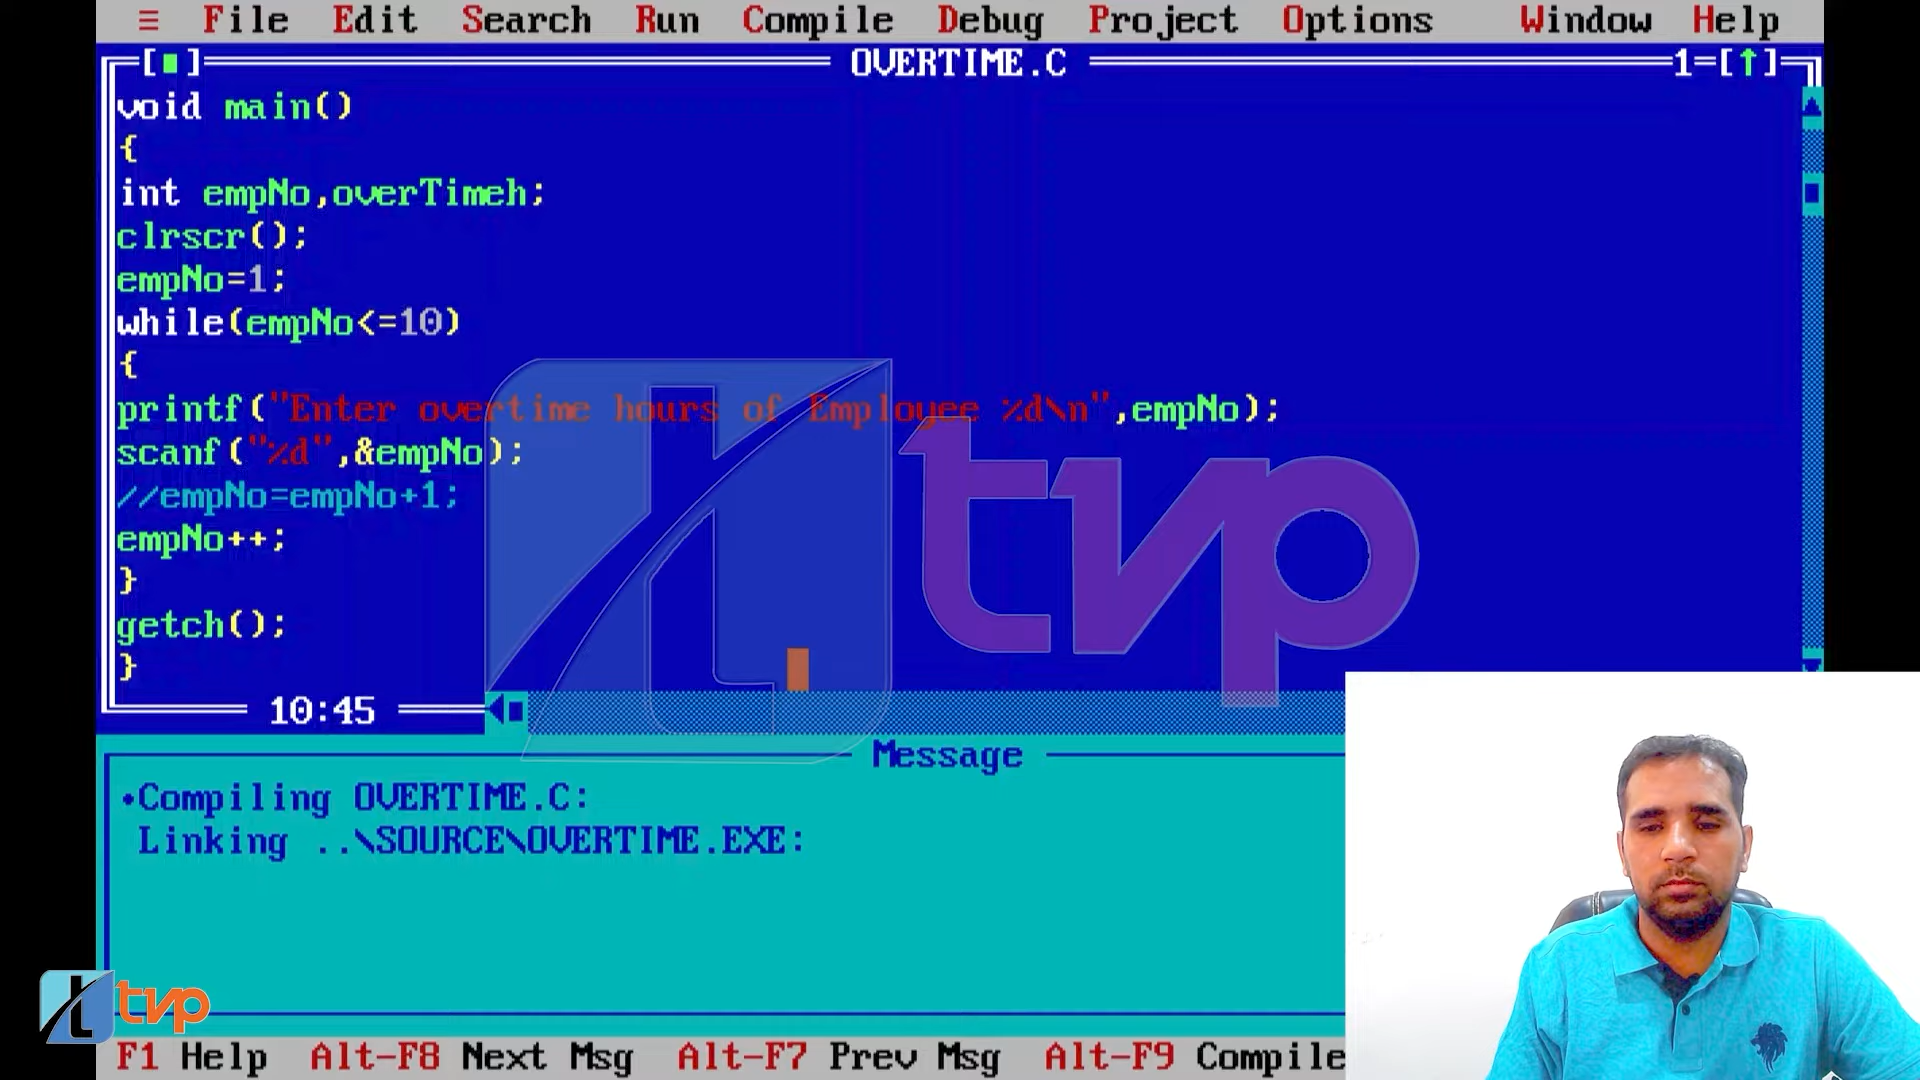 ≡ File Edit Search Run Compile Debug Project Options Window Help
[■] OVERTIME.C 1=[↑]
void main()
{
int empNo,overTimeh;
clrscr();
empNo=1;
while(empNo<=10)
{
printf("Enter overtime hours of Employee %d\n",empNo);
scanf("%d",&empNo);
//empNo=empNo+1;
empNo++;
}
getch();
}
10:45
tvp
Message
•Compiling OVERTIME.C:
Linking ..\SOURCE\OVERTIME.EXE:
tvp
F1 Help Alt-F8 Next Msg Alt-F7 Prev Msg Alt-F9 Compile